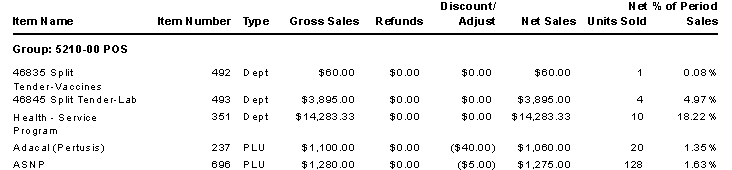 Discount/ Net % of Period
Item Name Item Number Type Gross Sales Refunds Adjust Net Sales Units Sold Sales
Group: 5210-00 POS
46835 Split 492 Dept $60.00 $0.00 $0.00 $60.00 1 0.08%
Tender-Vaccines
46845 Split Tender-Lab 493 Dept $3,895.00 $0.00 $0.00 $3,895.00 4 4.97%
Health - Service 351 Dept $14,283.33 $0.00 $0.00 $14,283.33 10 18.22%
Program
Adacal (Pertusis) 237 PLU $1,100.00 $0.00 ($40.00) $1,060.00 20 1.35%
ASNP 696 PLU $1,280.00 $0.00 ($5.00) $1,275.00 128 1.63%